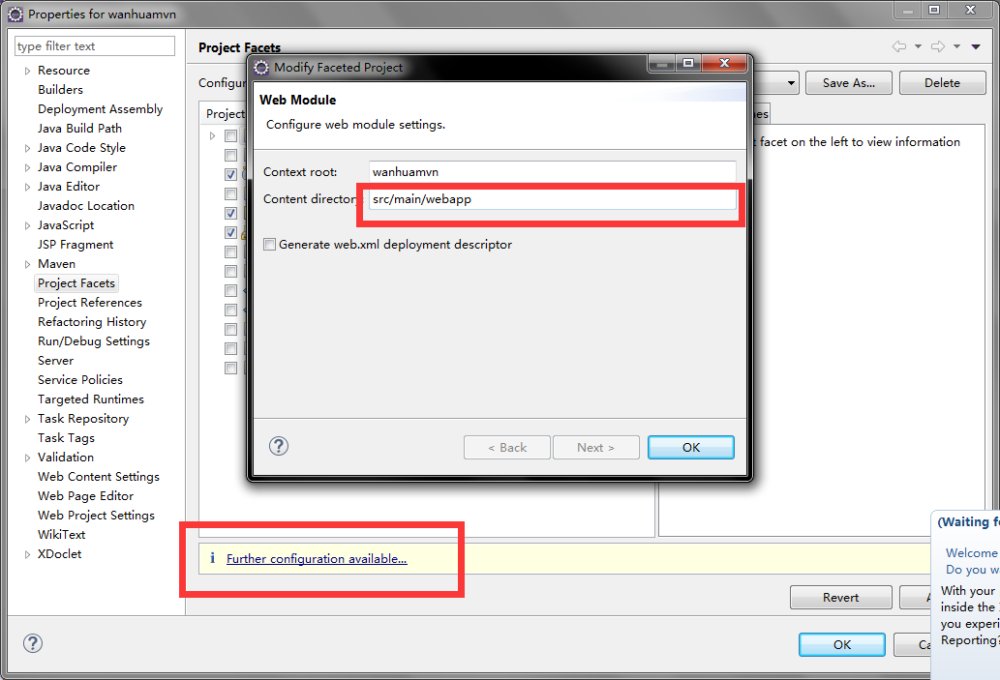 Properties for wanhuamvn
type filter text
Resource
Builders
Deployment Assembly
Java Build Path
Java Code Style
Java Compiler
Java Editor
Javadoc Location
JavaScript
JSP Fragment
Maven
Project Facets
Project References
Refactoring History
Run/Debug Settings
Server
Service Policies
Targeted Runtimes
Task Repository
Task Tags
Validation
Web Content Settings
Web Page Editor
Web Project Settings
WikiText
XDoclet
Project Facets
Configur
Save As...
Delete
Project
facet on the left to view information
Modify Faceted Project
Web Module
Configure web module settings.
Context root:
wanhuamvn
Content directory
src/main/webapp
Generate web.xml deployment descriptor
< Back
Next >
OK
i Further configuration available...
Revert
OK
(Waiting f
Welcome
Do you w
With your
inside the
you experi
Reporting?